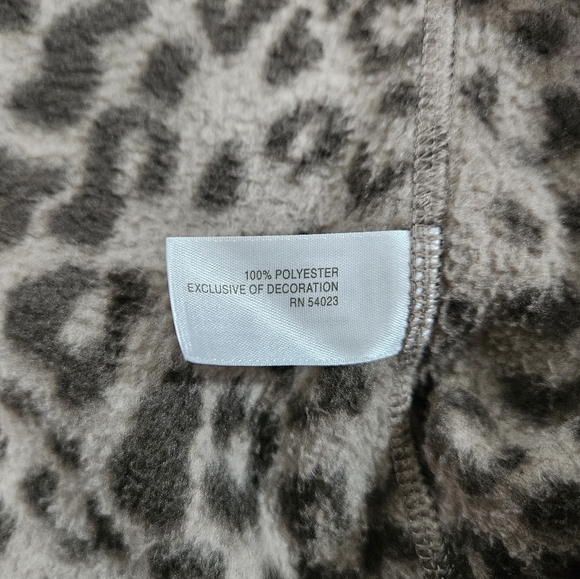 100% POLYESTER
EXCLUSIVE OF DECORATION
RN 54023